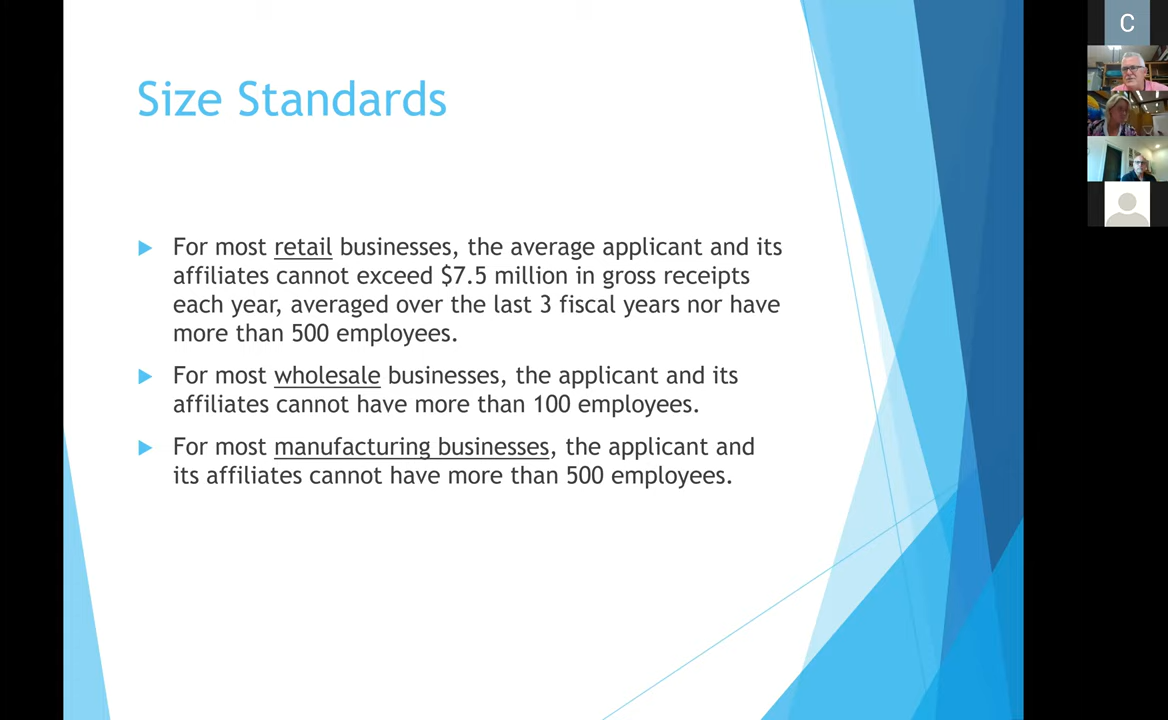 Size Standards
For most retail businesses, the average applicant and its
affiliates cannot exceed $7.5 million in gross receipts
each year, averaged over the last 3 fiscal years nor have
more than 500 employees.
For most wholesale businesses, the applicant and its
affiliates cannot have more than 100 employees.
For most manufacturing businesses, the applicant and
its affiliates cannot have more than 500 employees.
C